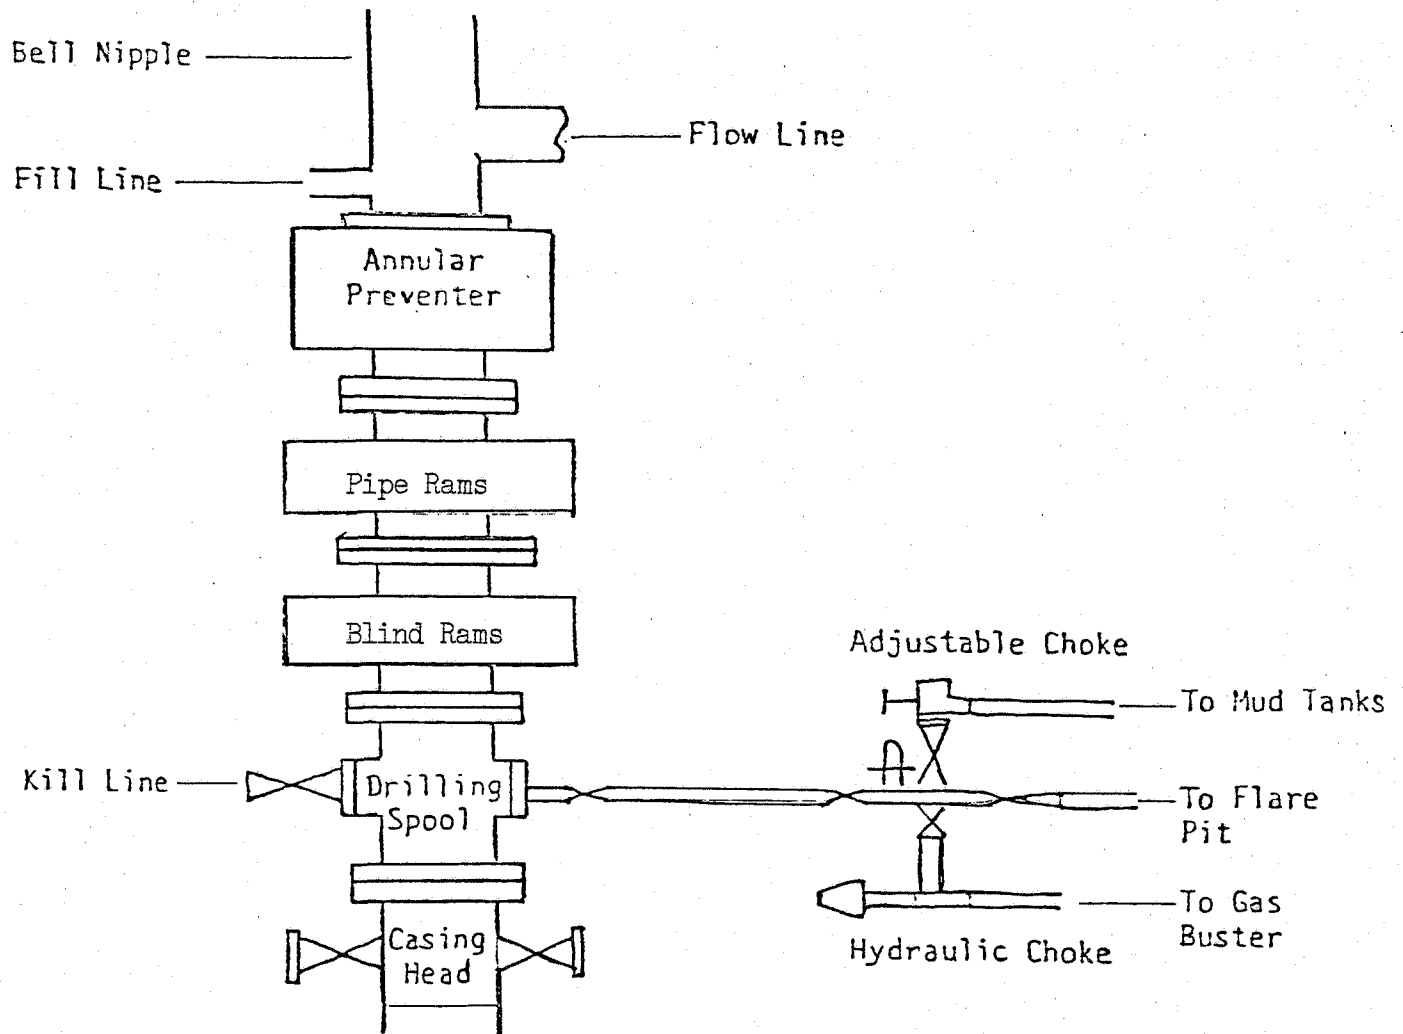 Bell Nipple
Flow Line
Fill Line
Annular
Preventer
Pipe Rams
Blind Rams
Adjustable Choke
To Mud Tanks
Kill Line
Drilling
Spool
To Flare
Pit
To Gas
Buster
Hydraulic Choke
Casing
Head